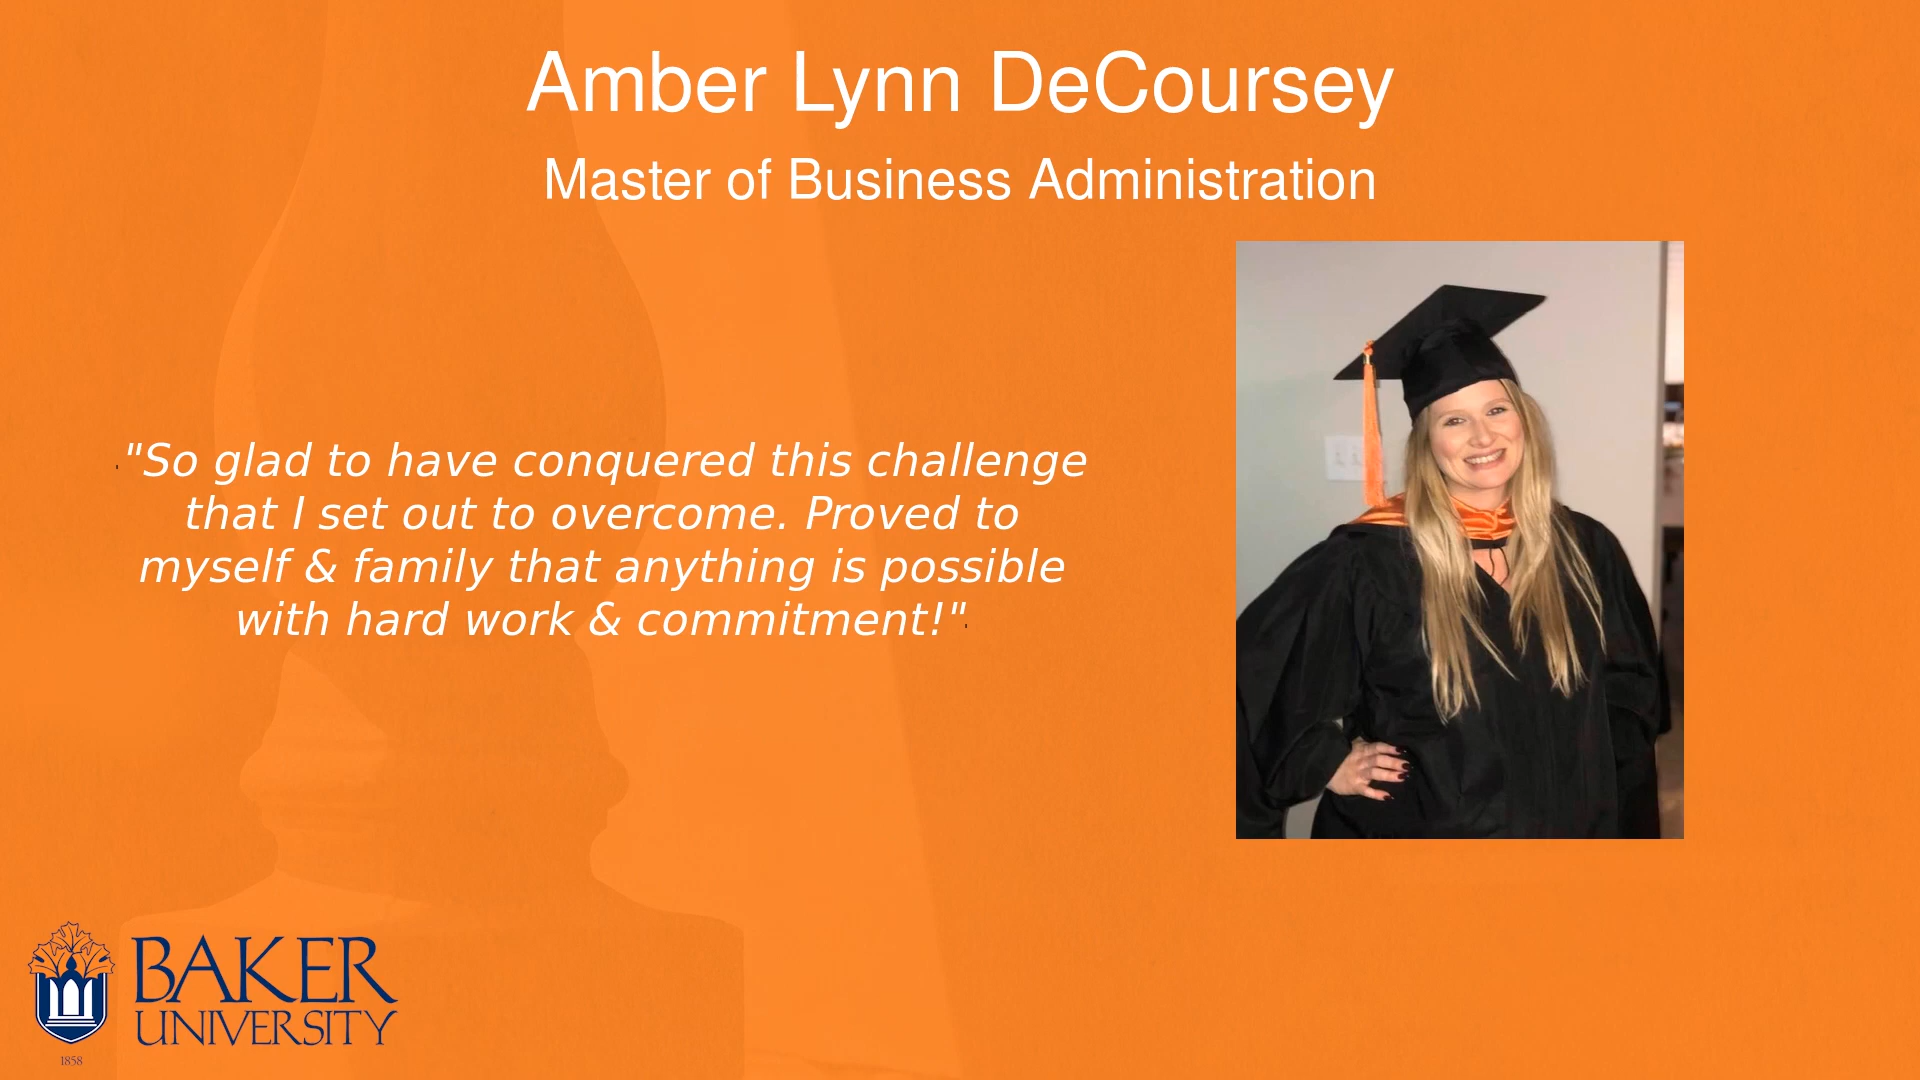 Amber Lynn DeCoursey
Master of Business Administration
"So glad to have conquered this challenge
that I set out to overcome. Proved to
myself & family that anything is possible
with hard work & commitment!"
BAKER
UNIVERSITY
1858